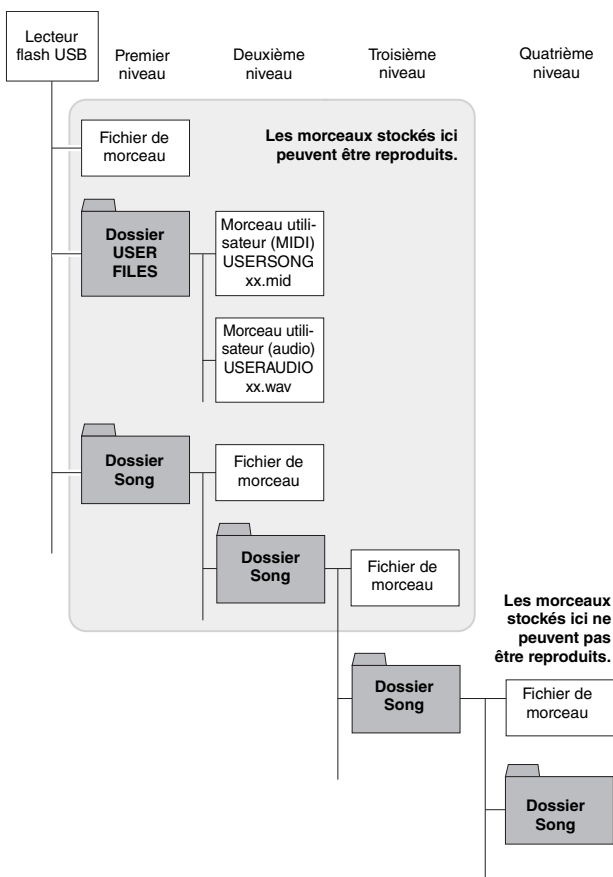 Lecteur
flash USB
Premier
niveau
Deuxième
niveau
Troisième
niveau
Quatrième
niveau
Fichier de
morceau
Les morceaux stockés ici
peuvent être reproduits.
Dossier
USER
FILES
Morceau utili-
sateur (MIDI)
USERSONG
xx.mid
Morceau utili-
sateur (audio)
USERAUDIO
xx.wav
Dossier
Song
Fichier de
morceau
Dossier
Song
Fichier de
morceau
Les morceaux
stockés ici ne
peuvent pas
être reproduits.
Dossier
Song
Fichier de
morceau
Dossier
Song